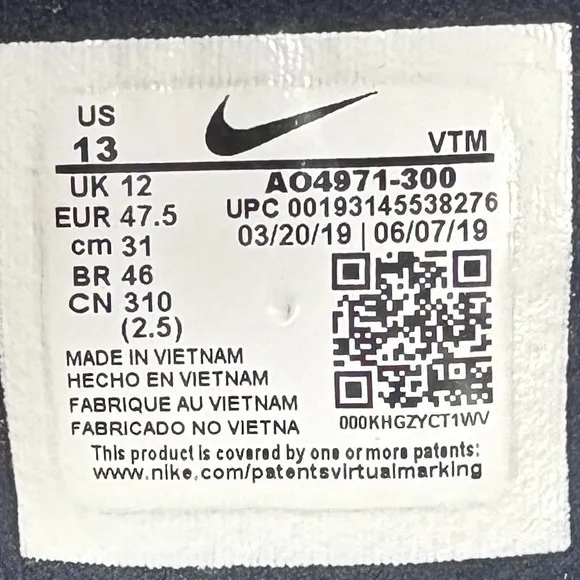 US
13
VTM
UK 12
EUR 47.5
cm 31
BR 46
CN 310
(2.5)
AO4971-300
UPC 00193145538276
03/20/19 | 06/07/19
000KHGZYCT1WV
MADE IN VIETNAM
HECHO EN VIETNAM
FABRIQUE AU VIETNAM
FABRICADO NO VIETNA
This product is covered by one or more patents:
www.nike.com/patentsvirtualmarking